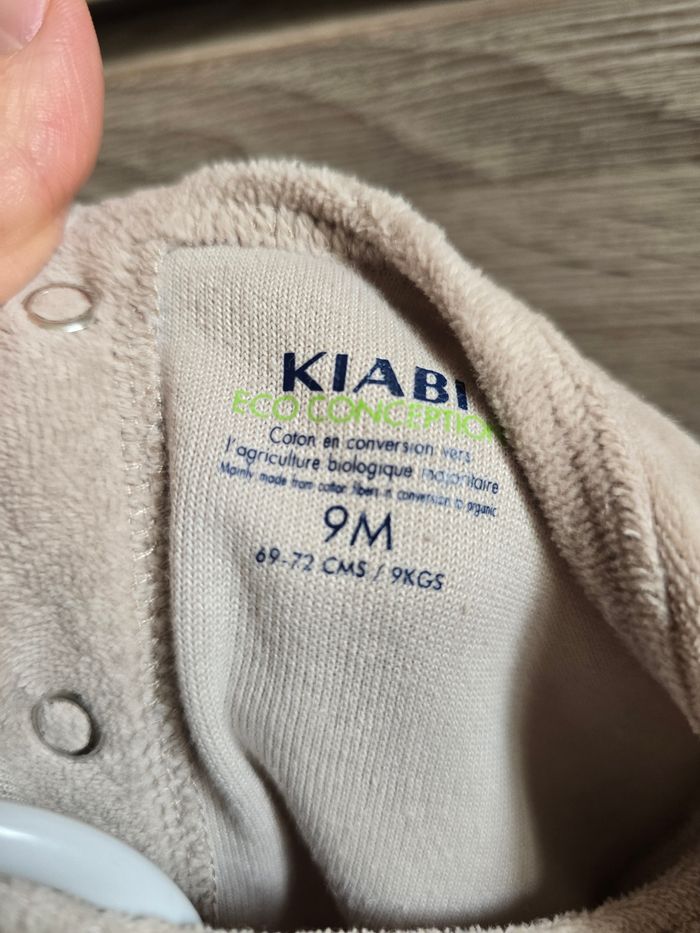 KIABI
ECO CONCEPTION
Coton en conversion vers
l'agriculture biologique majoritaire
Mainly made from cotton fibers in conversion to organic
9M
69-72 CMS / 9KGS